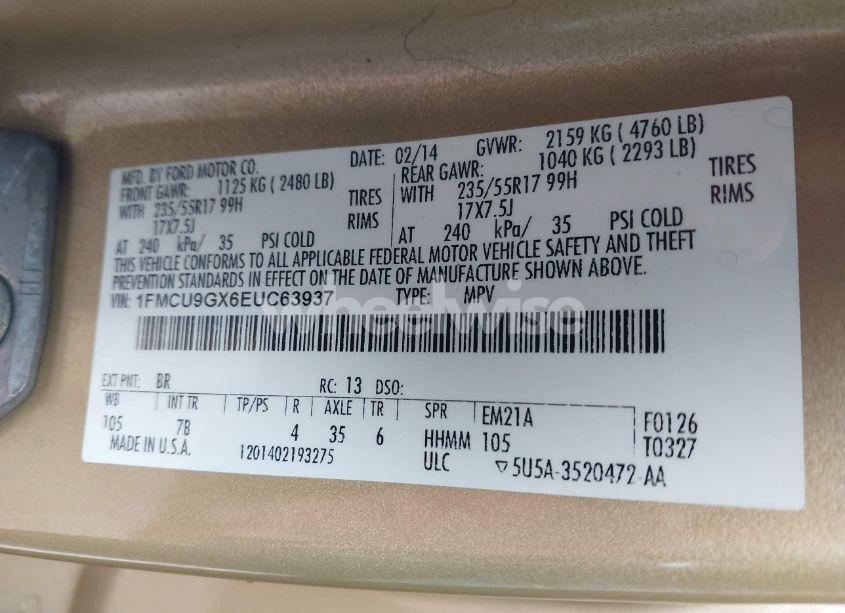 MFD. BY FORD MOTOR CO.
DATE: 02/14 GVWR: 2159 KG ( 4760 LB)
FRONT GAWR: 1125 KG ( 2480 LB)
WITH 235/55R17 99H TIRES
17X7.5J RIMS
AT 240 kPa/ 35 PSI COLD
REAR GAWR: 1040 KG ( 2293 LB)
WITH 235/55R17 99H TIRES
17X7.5J RIMS
AT 240 kPa/ 35 PSI COLD
THIS VEHICLE CONFORMS TO ALL APPLICABLE FEDERAL MOTOR VEHICLE SAFETY AND THEFT
PREVENTION STANDARDS IN EFFECT ON THE DATE OF MANUFACTURE SHOWN ABOVE.
VIN: 1FMCU9GX6EUC63937 TYPE: MPV
wheelwise
EXT PNT: BR RC: 13 DSO:
WB INT TR TP/PS R AXLE TR SPR EM21A F0126
105 7B 4 35 6 HHMM 105 T0327
MADE IN U.S.A. 1201402193275 ULC ▽5U5A-3520472-AA